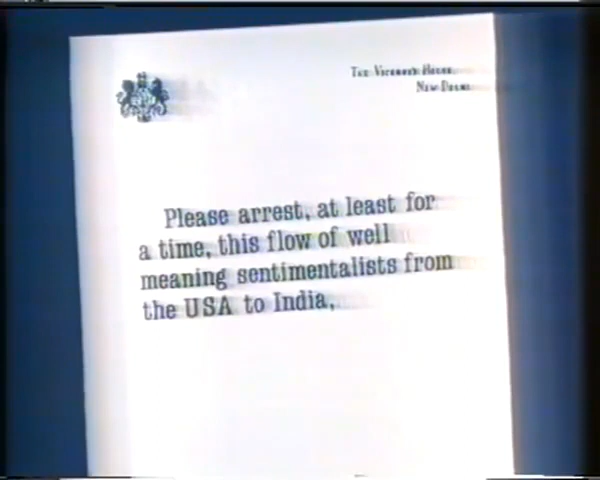 The Viceroy's House,
New Delhi.
Please arrest, at least for
a time, this flow of well
meaning sentimentalists from
the USA to India,